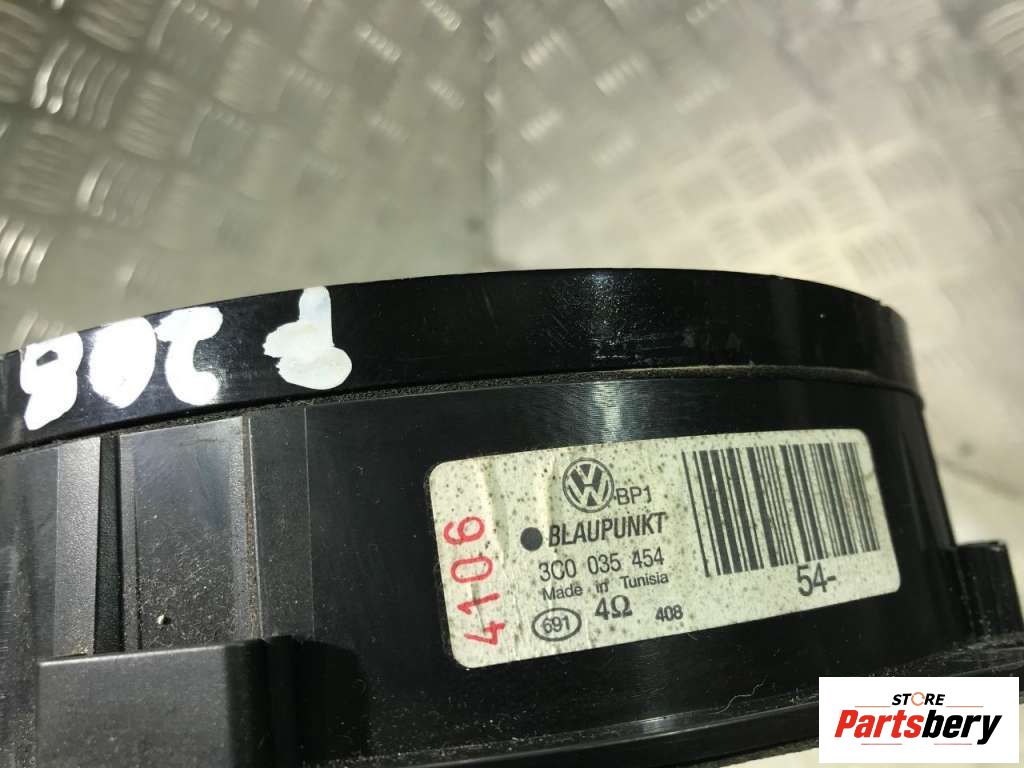 P 208
4106
VW
BP1
BLAUPUNKT
3C0 035 454
Made in Tunisia
691 4Ω 408
54-
STORE
Partsbery